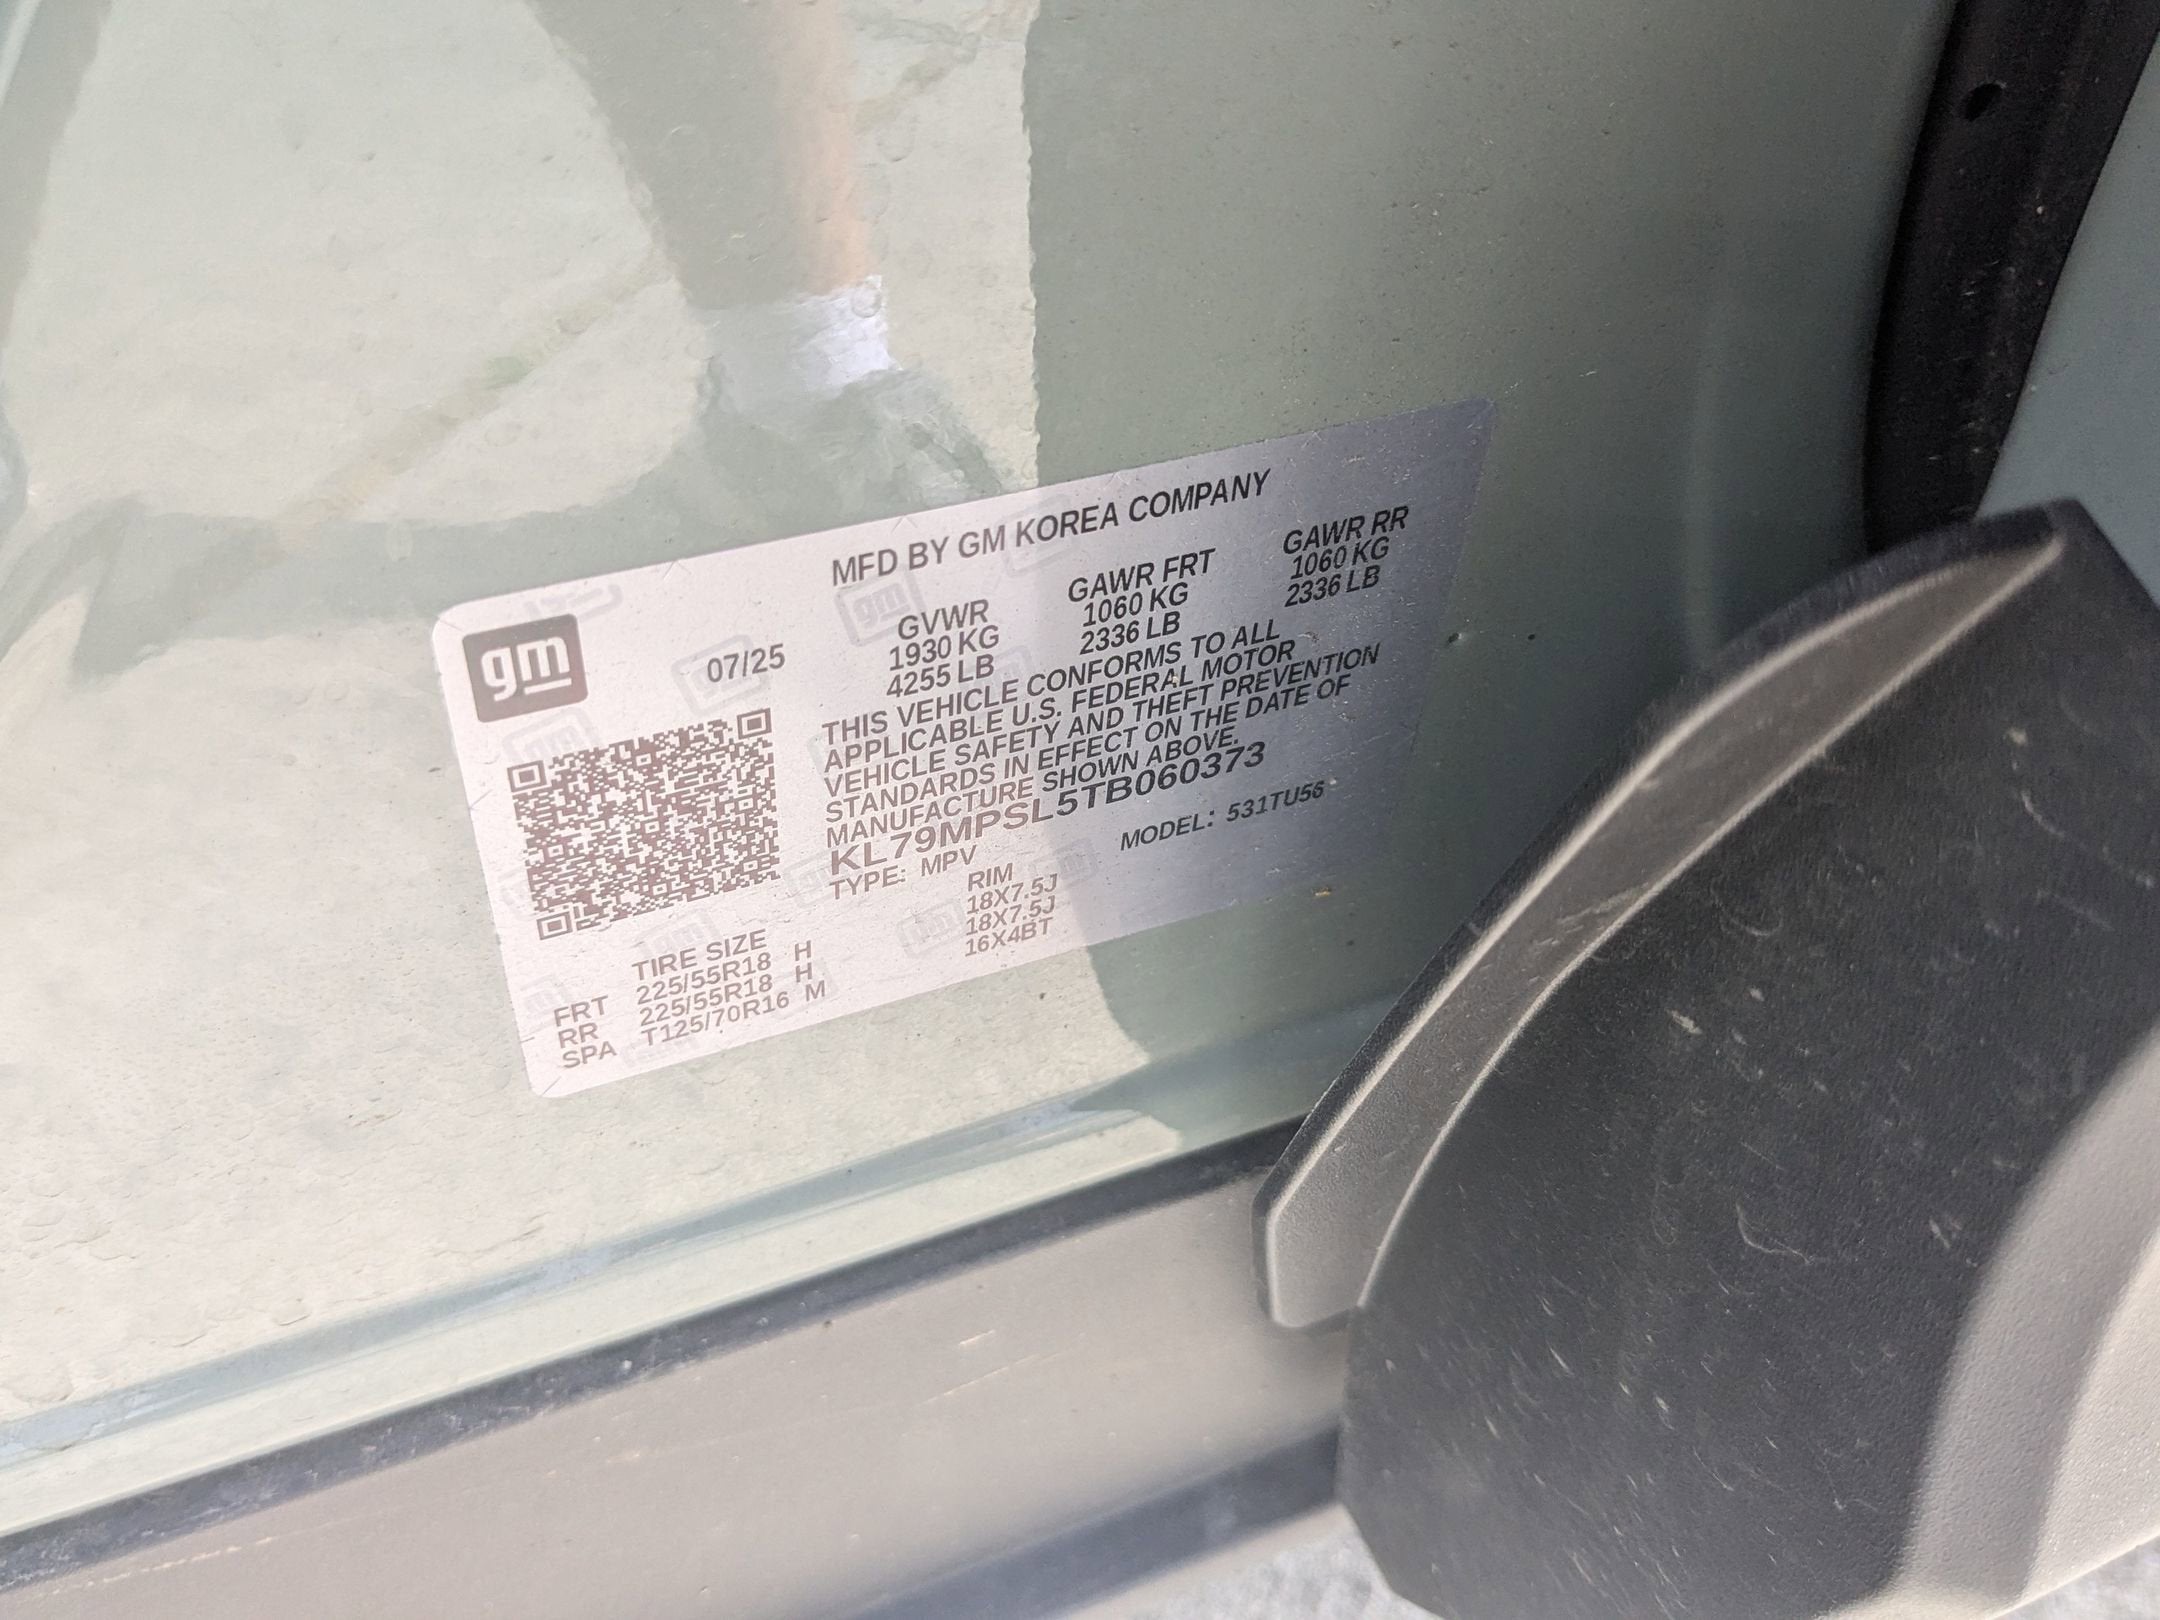 MFD BY GM KOREA COMPANY
gm
07/25
GVWR GAWR FRT GAWR RR
1930 KG 1060 KG 1060 KG
4255 LB 2336 LB 2336 LB
THIS VEHICLE CONFORMS TO ALL
APPLICABLE U.S. FEDERAL MOTOR
VEHICLE SAFETY AND THEFT PREVENTION
STANDARDS IN EFFECT ON THE DATE OF
MANUFACTURE SHOWN ABOVE.
KL79MPSL5TB060373
TYPE: MPV MODEL: 531TU56
TIRE SIZE RIM
FRT 225/55R18 H 18X7.5J
RR 225/55R18 H 18X7.5J
SPA T125/70R16 M 16X4BT